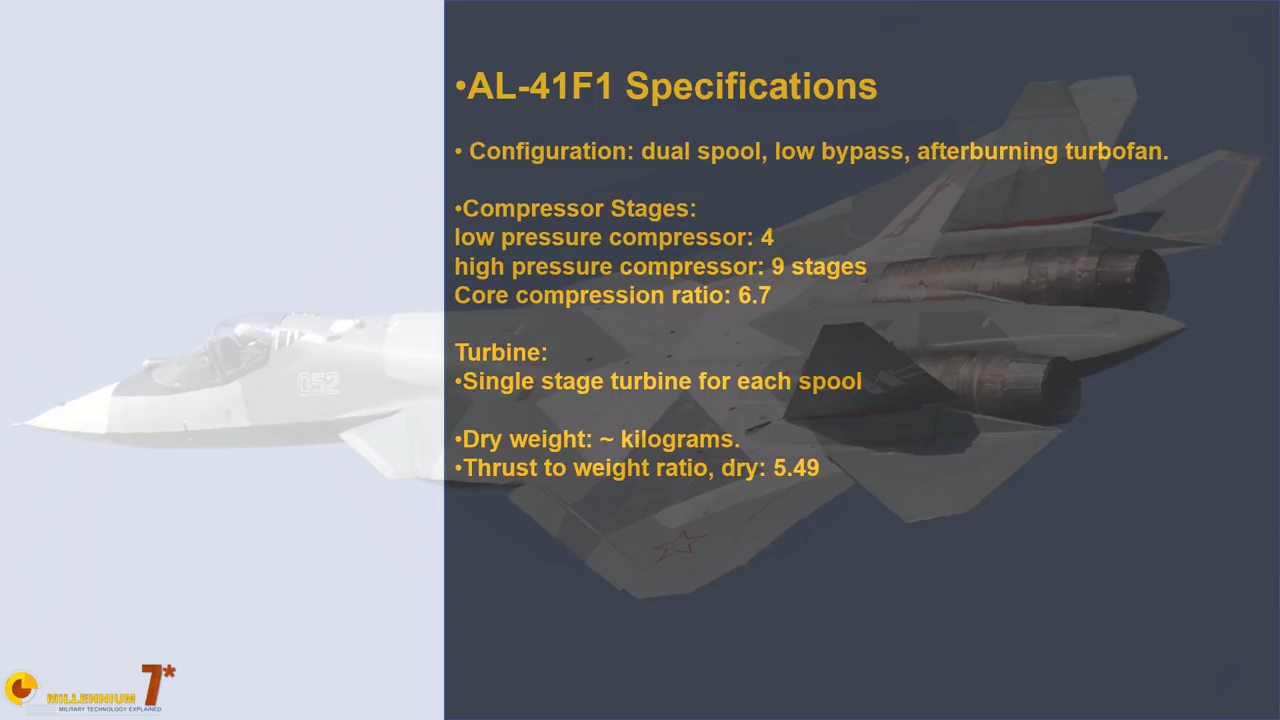 •AL-41F1 Specifications
• Configuration: dual spool, low bypass, afterburning turbofan.
•Compressor Stages:
low pressure compressor: 4
high pressure compressor: 9 stages
Core compression ratio: 6.7
Turbine:
•Single stage turbine for each spool
•Dry weight: ~ kilograms.
•Thrust to weight ratio, dry: 5.49
052
MILLENNIUM 7*
MILITARY TECHNOLOGY EXPLAINED